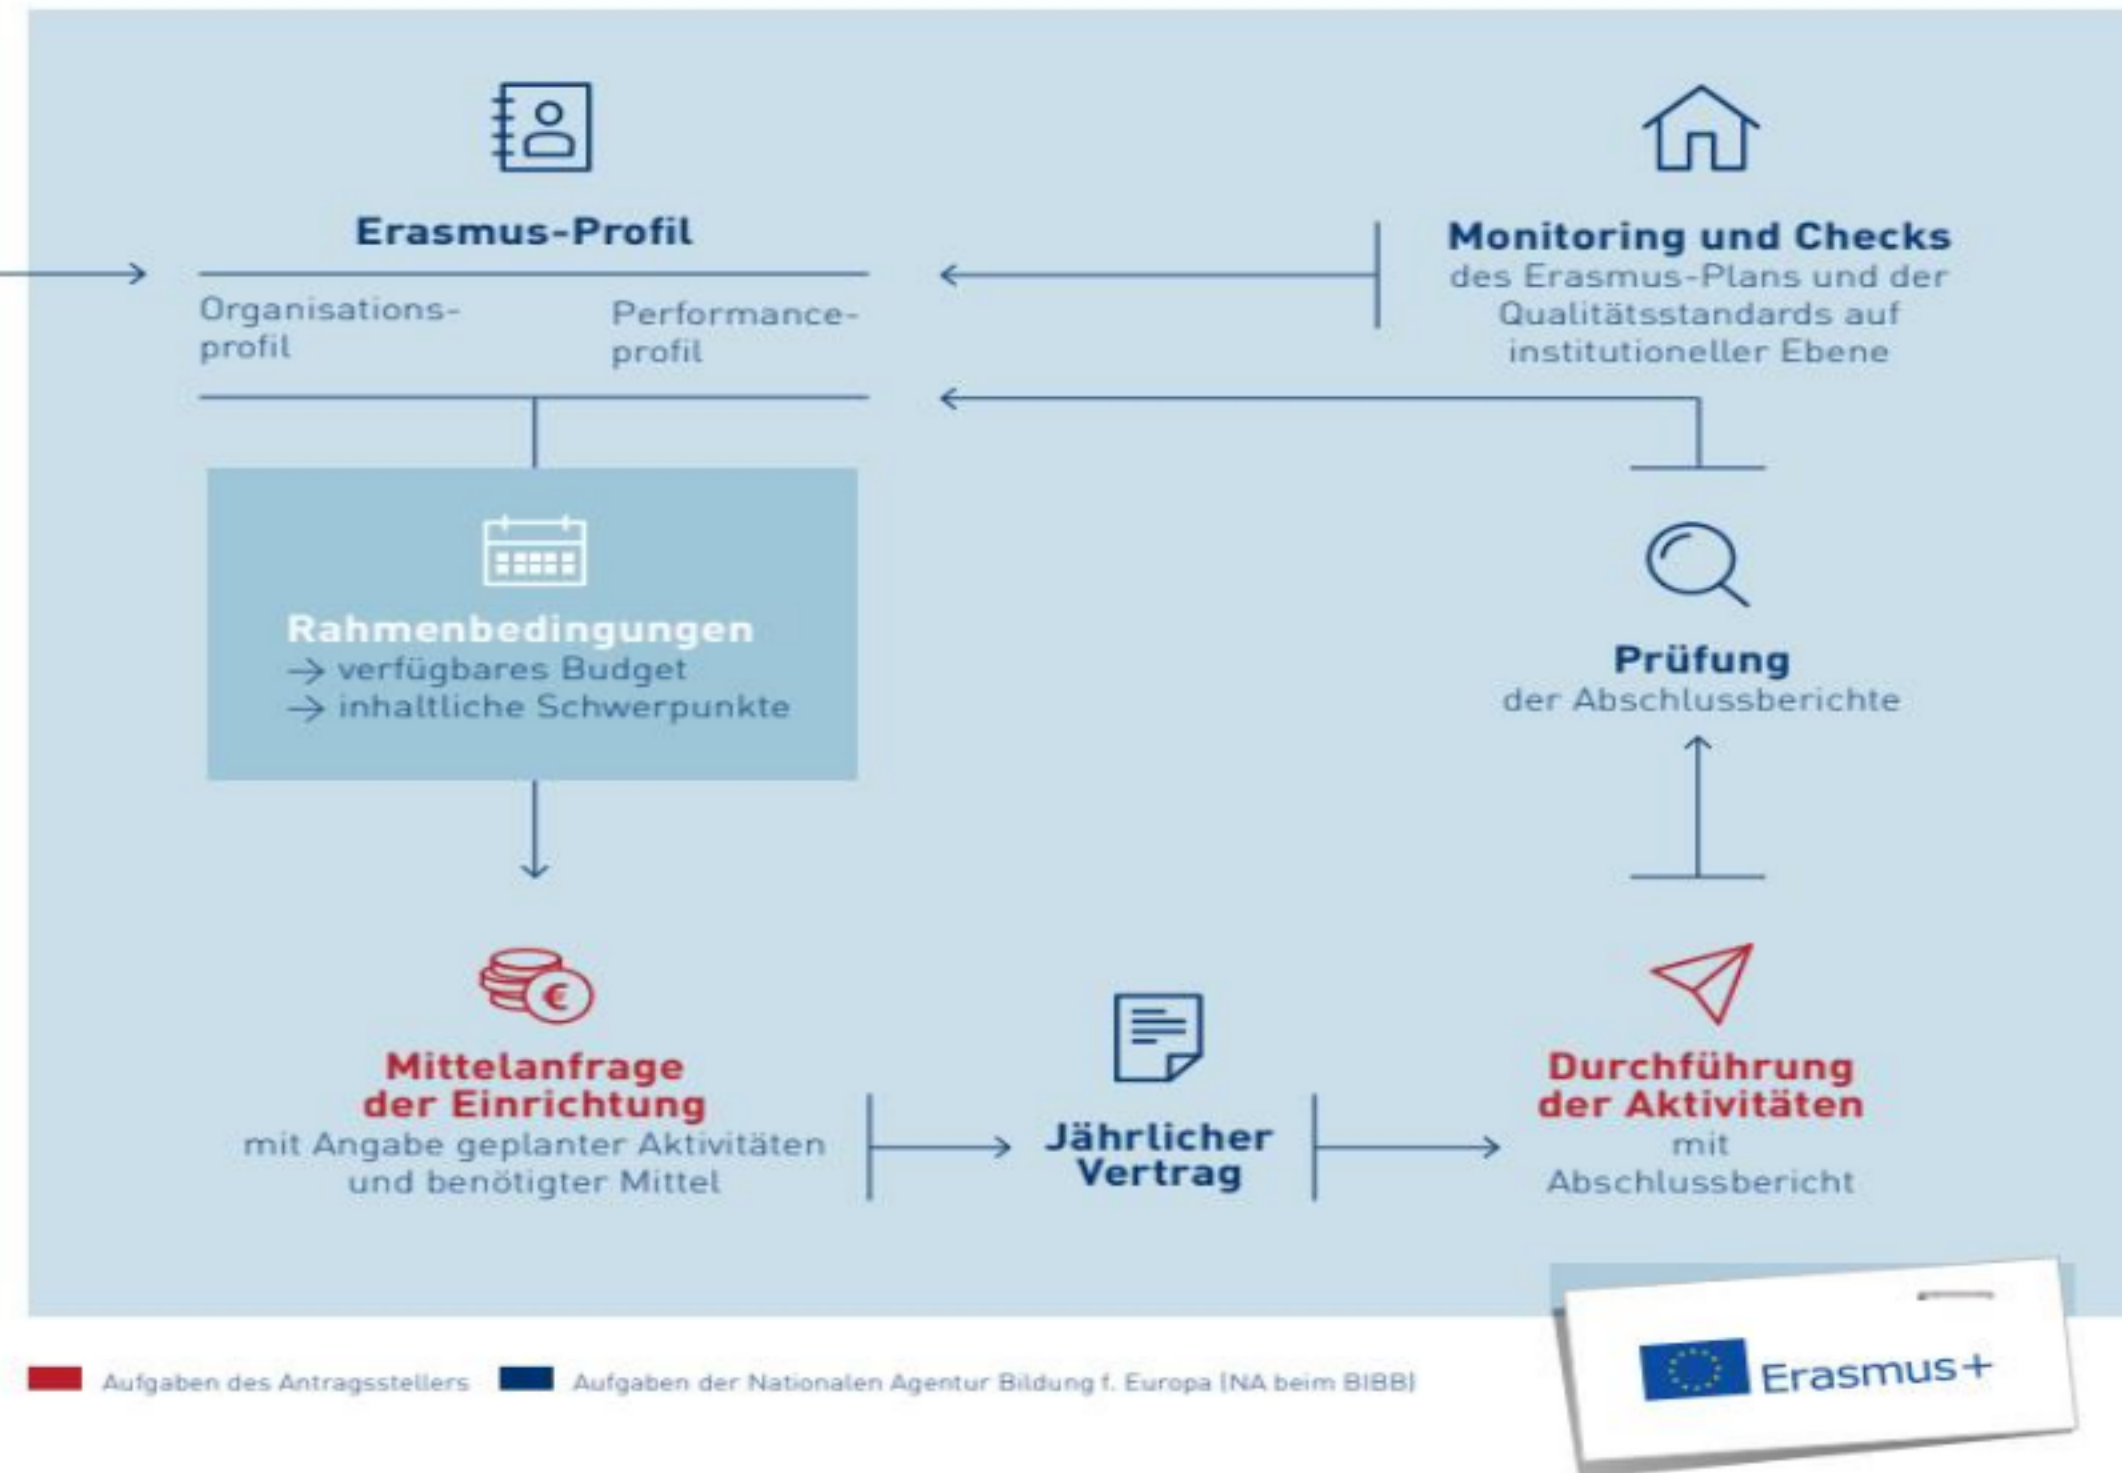 Erasmus-Profil
Organisations-
profil
Performance-
profil
Monitoring und Checks
des Erasmus-Plans und der
Qualitätsstandards auf
institutioneller Ebene
Rahmenbedingungen
→ verfügbares Budget
→ inhaltliche Schwerpunkte
Prüfung
der Abschlussberichte
Mittelanfrage
der Einrichtung
mit Angabe geplanter Aktivitäten
und benötigter Mittel
Jährlicher
Vertrag
Durchführung
der Aktivitäten
mit
Abschlussbericht
Aufgaben des Antragsstellers
Aufgaben der Nationalen Agentur Bildung f. Europa (NA beim BIBB)
Erasmus+